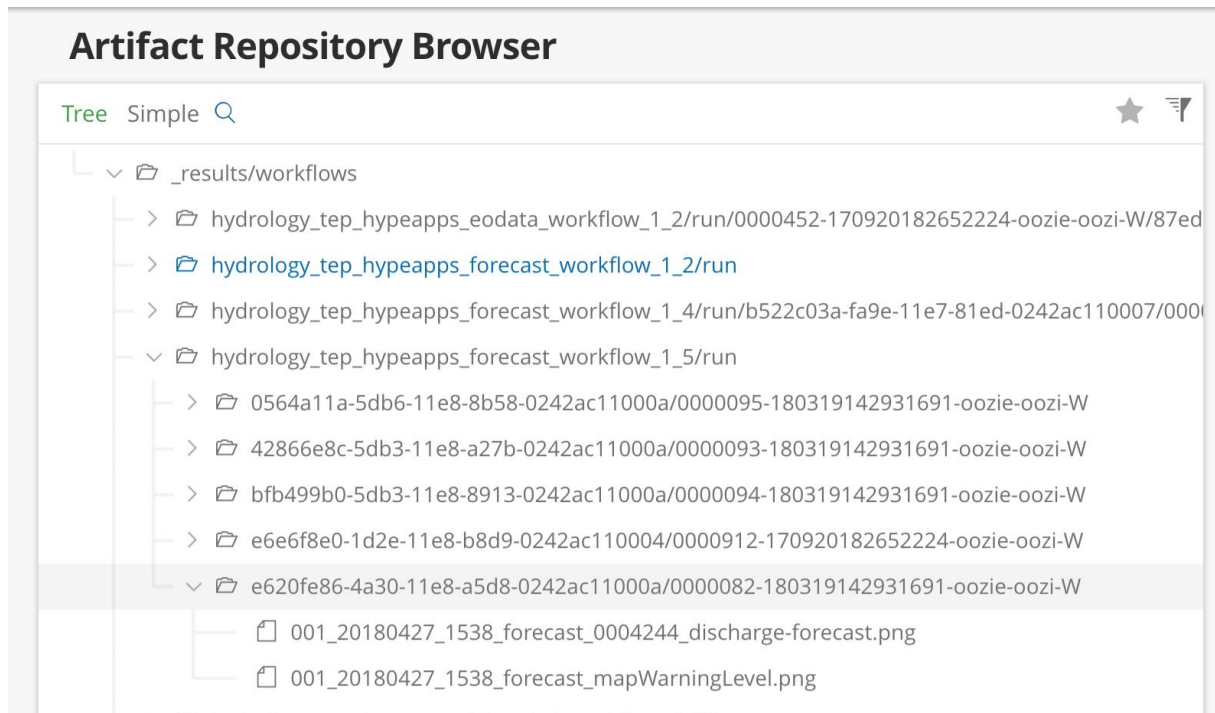 Artifact Repository Browser
Tree Simple
_results/workflows
hydrology_tep_hypeapps_eodata_workflow_1_2/run/0000452-170920182652224-oozie-oozi-W/87ed
hydrology_tep_hypeapps_forecast_workflow_1_2/run
hydrology_tep_hypeapps_forecast_workflow_1_4/run/b522c03a-fa9e-11e7-81ed-0242ac110007/000
hydrology_tep_hypeapps_forecast_workflow_1_5/run
0564a11a-5db6-11e8-8b58-0242ac11000a/0000095-180319142931691-oozie-oozi-W
42866e8c-5db3-11e8-a27b-0242ac11000a/0000093-180319142931691-oozie-oozi-W
bfb499b0-5db3-11e8-8913-0242ac11000a/0000094-180319142931691-oozie-oozi-W
e6e6f8e0-1d2e-11e8-b8d9-0242ac110004/0000912-170920182652224-oozie-oozi-W
e620fe86-4a30-11e8-a5d8-0242ac11000a/0000082-180319142931691-oozie-oozi-W
001_20180427_1538_forecast_0004244_discharge-forecast.png
001_20180427_1538_forecast_mapWarningLevel.png